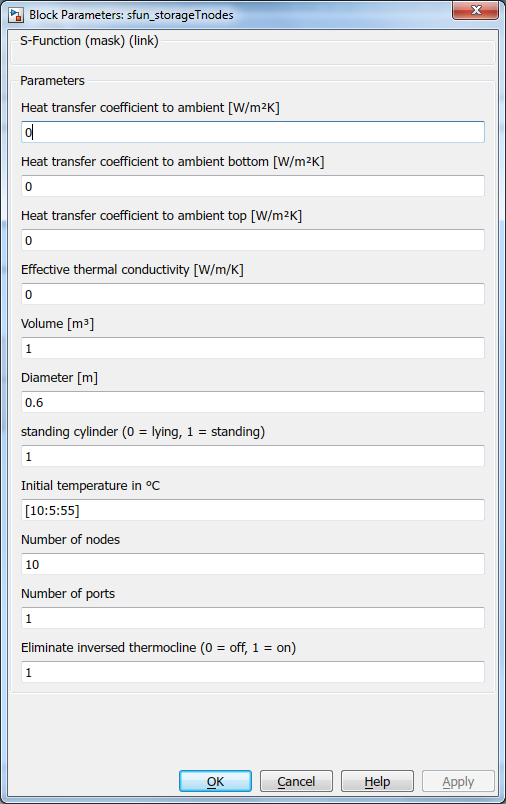 Block Parameters: sfun_storageTnodes
S-Function (mask) (link)
Parameters
Heat transfer coefficient to ambient [W/m²K]
0
Heat transfer coefficient to ambient bottom [W/m²K]
0
Heat transfer coefficient to ambient top [W/m²K]
0
Effective thermal conductivity [W/m/K]
0
Volume [m³]
1
Diameter [m]
0.6
standing cylinder (0 = lying, 1 = standing)
1
Initial temperature in ºC
[10:5:55]
Number of nodes
10
Number of ports
1
Eliminate inversed thermocline (0 = off, 1 = on)
1
OK Cancel Help Apply